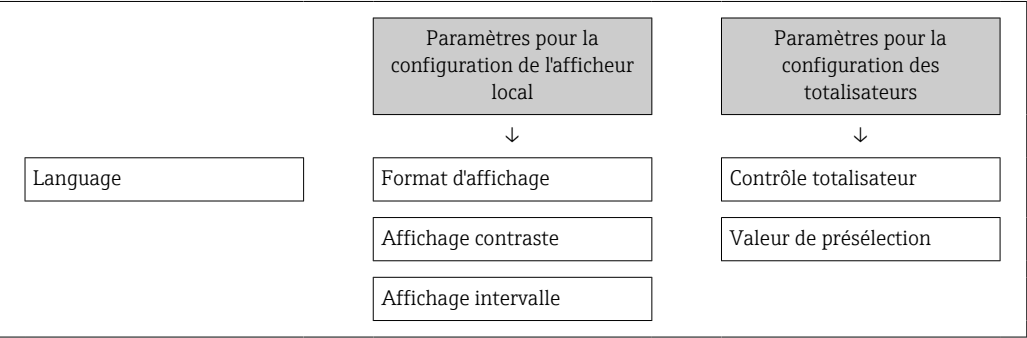 Paramètres pour la
configuration de l'afficheur
local
Paramètres pour la
configuration des
totalisateurs
↓
↓
Language
Format d'affichage
Contrôle totalisateur
Affichage contraste
Valeur de présélection
Affichage intervalle